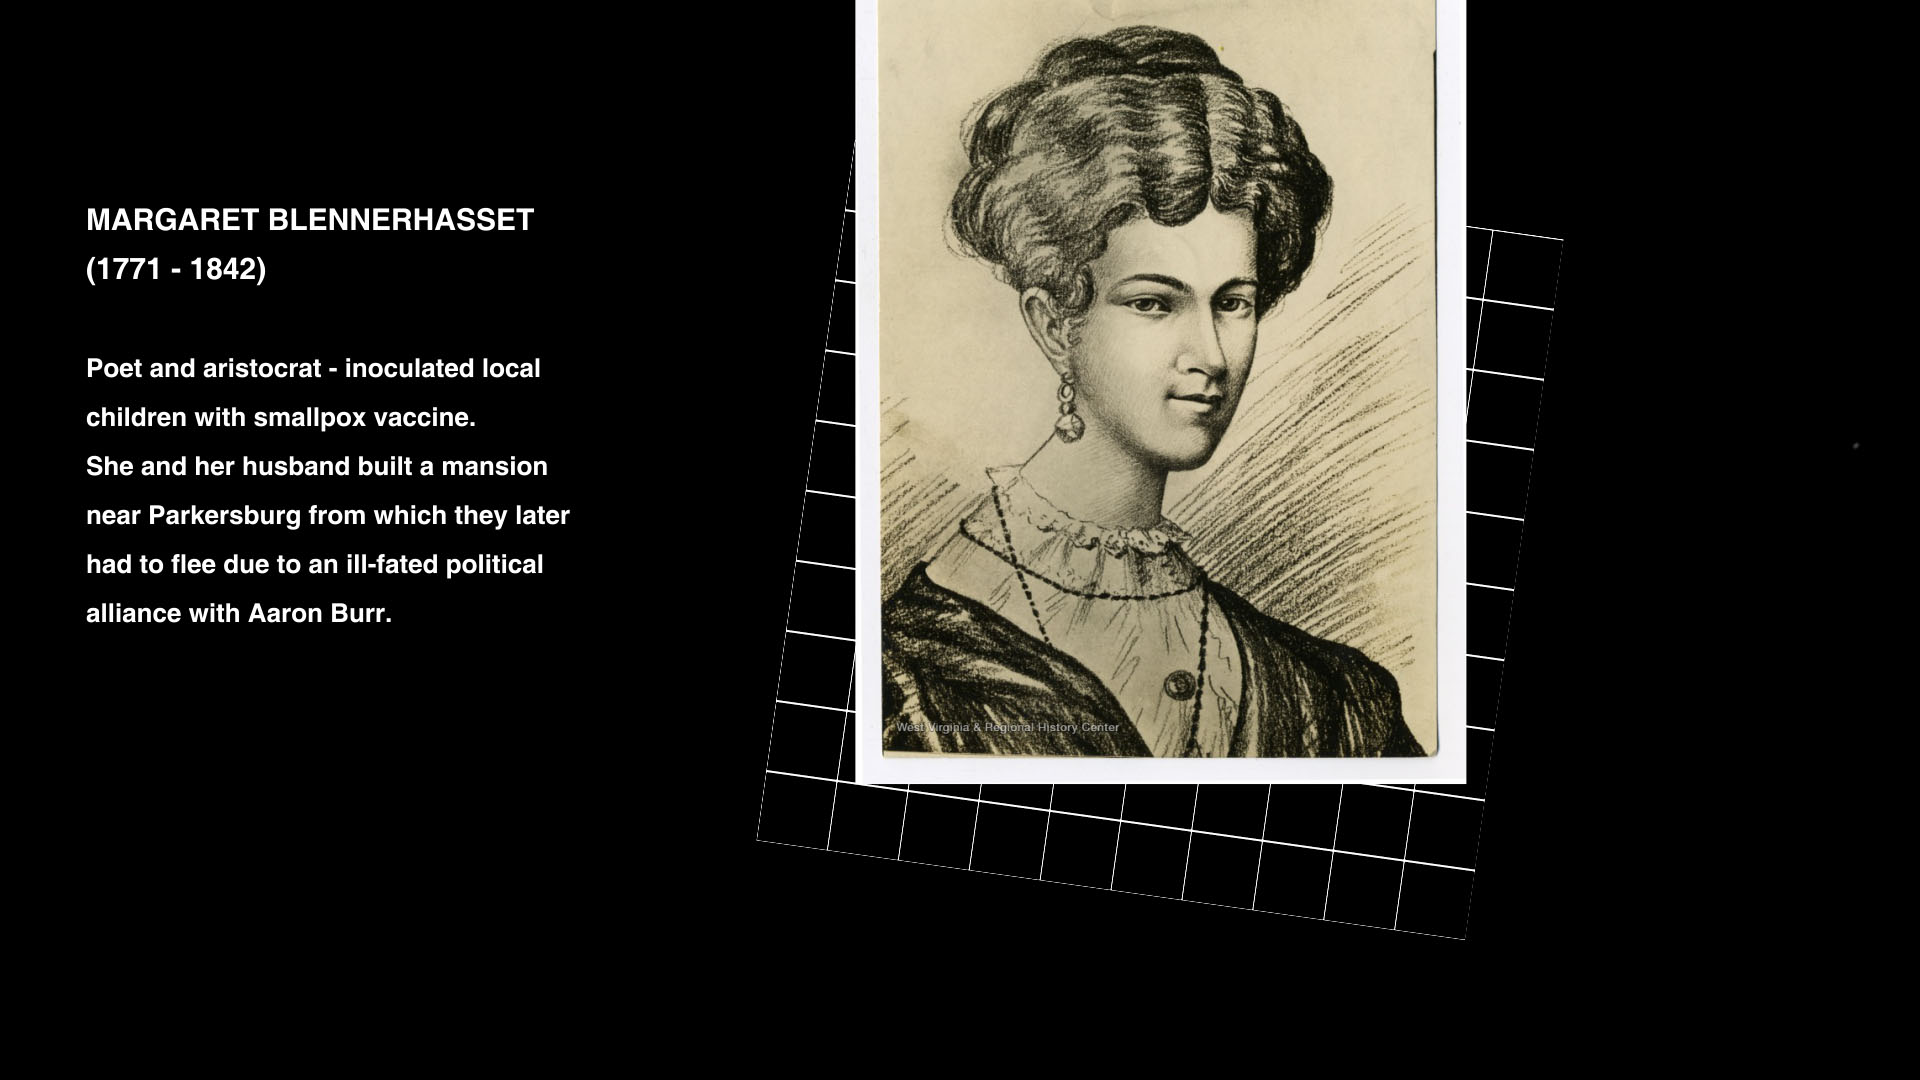 MARGARET BLENNERHASSET
(1771 - 1842)
Poet and aristocrat - inoculated local
children with smallpox vaccine.
She and her husband built a mansion
near Parkersburg from which they later
had to flee due to an ill-fated political
alliance with Aaron Burr.
West Virginia & Regional History Center